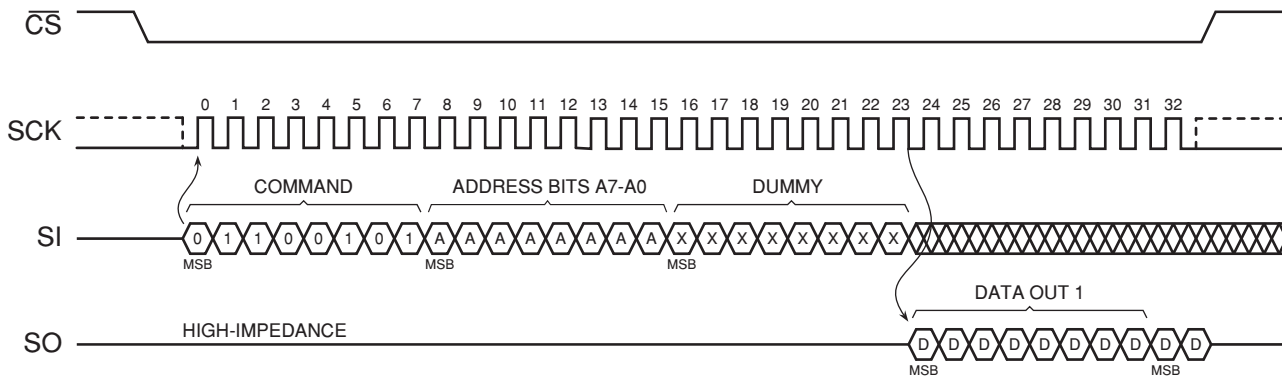 CS
0 1 2 3 4 5 6 7 8 9 10 11 12 13 14 15 16 17 18 19 20 21 22 23 24 25 26 27 28 29 30 31 32
SCK
COMMAND ADDRESS BITS A7-A0 DUMMY
SI 0 1 1 0 0 1 0 1 A A A A A A A A X X X X X X X X
MSB MSB MSB
DATA OUT 1
HIGH-IMPEDANCE
SO D D D D D D D D D D
MSB MSB